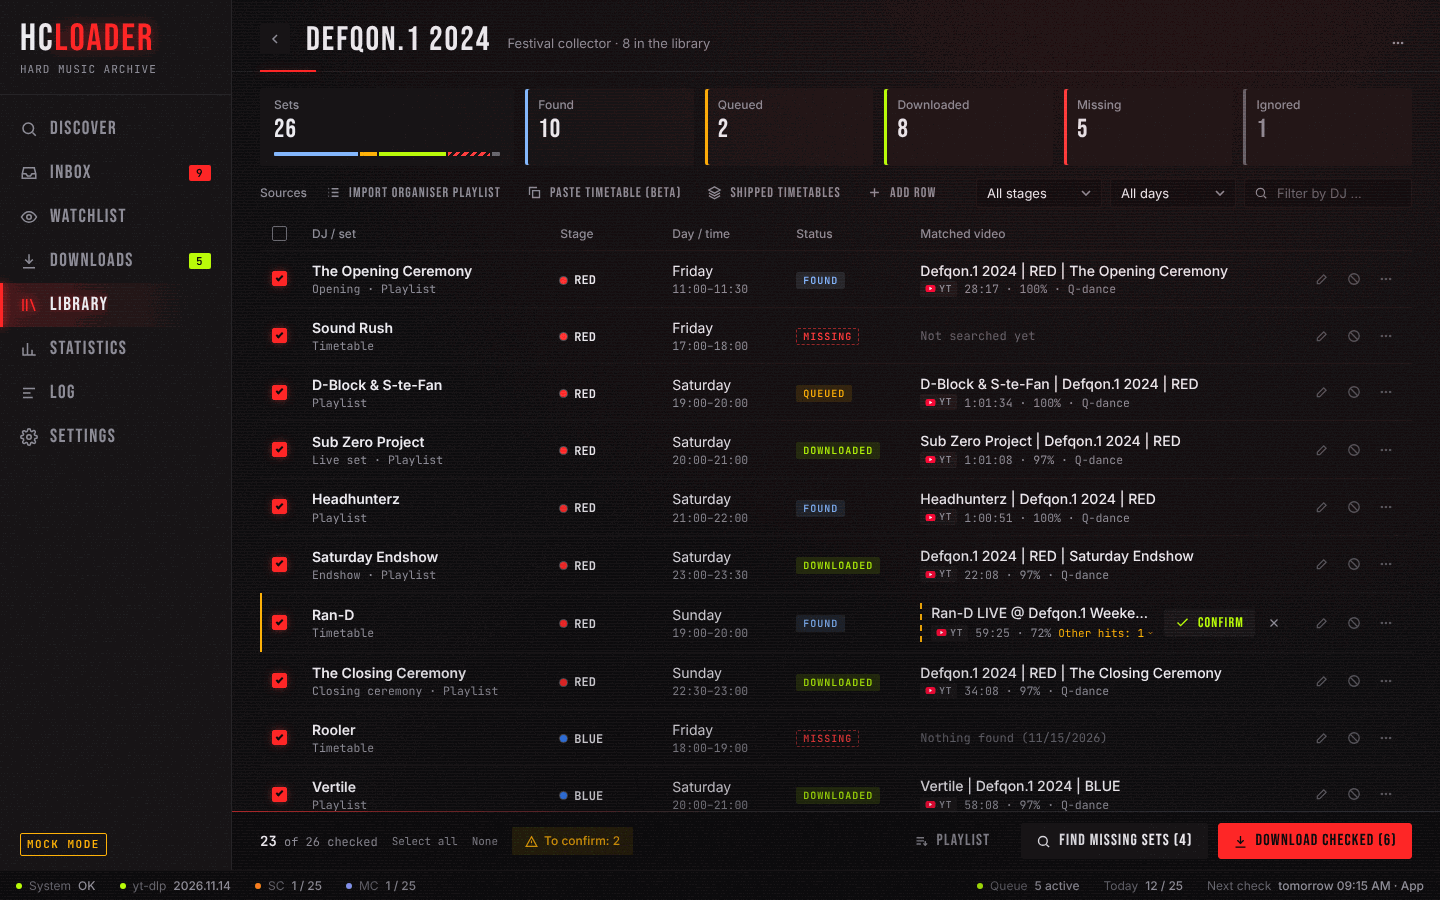 HCLOADER
HARD MUSIC ARCHIVE
DISCOVER
INBOX 9
WATCHLIST
DOWNLOADS 5
LIBRARY
STATISTICS
LOG
SETTINGS
MOCK MODE
DEFQON.1 2024 Festival collector · 8 in the library
Sets
26
Found
10
Queued
2
Downloaded
8
Missing
5
Ignored
1
Sources IMPORT ORGANISER PLAYLIST PASTE TIMETABLE (BETA) SHIPPED TIMETABLES ADD ROW All stages All days Filter by DJ ...
DJ / set Stage Day / time Status Matched video
The Opening Ceremony
Opening · Playlist
RED
Friday
11:00–11:30
FOUND
Defqon.1 2024 | RED | The Opening Ceremony
YT 28:17 · 100% · Q-dance
Sound Rush
Timetable
RED
Friday
17:00–18:00
MISSING
Not searched yet
D-Block & S-te-Fan
Playlist
RED
Saturday
19:00–20:00
QUEUED
D-Block & S-te-Fan | Defqon.1 2024 | RED
YT 1:01:34 · 100% · Q-dance
Sub Zero Project
Live set · Playlist
RED
Saturday
20:00–21:00
DOWNLOADED
Sub Zero Project | Defqon.1 2024 | RED
YT 1:01:08 · 97% · Q-dance
Headhunterz
Playlist
RED
Saturday
21:00–22:00
FOUND
Headhunterz | Defqon.1 2024 | RED
YT 1:00:51 · 100% · Q-dance
Saturday Endshow
Endshow · Playlist
RED
Saturday
23:00–23:30
DOWNLOADED
Defqon.1 2024 | RED | Saturday Endshow
YT 22:08 · 97% · Q-dance
Ran-D
Timetable
RED
Sunday
19:00–20:00
FOUND
Ran-D LIVE @ Defqon.1 Weeke...
YT 59:25 · 72% Other hits: 1
CONFIRM
The Closing Ceremony
Closing ceremony · Playlist
RED
Sunday
22:30–23:00
DOWNLOADED
Defqon.1 2024 | RED | The Closing Ceremony
YT 34:08 · 97% · Q-dance
Rooler
Timetable
BLUE
Friday
18:00–19:00
MISSING
Nothing found (11/15/2026)
Vertile
Playlist
BLUE
Saturday
20:00–21:00
DOWNLOADED
Vertile | Defqon.1 2024 | BLUE
YT 58:08 · 97% · Q-dance
23 of 26 checked Select all None To confirm: 2 PLAYLIST FIND MISSING SETS (4) DOWNLOAD CHECKED (6)
System OK yt-dlp 2026.11.14 SC 1 / 25 MC 1 / 25 Queue 5 active Today 12 / 25 Next check tomorrow 09:15 AM · App